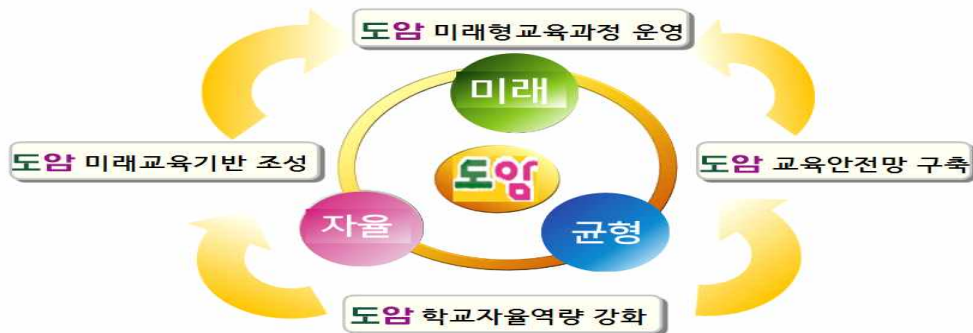 도암 미래형교육과정 운영
미래
도암 미래교육기반 조성
도암
도암 교육안전망 구축
자율
균형
도암 학교자율역량 강화